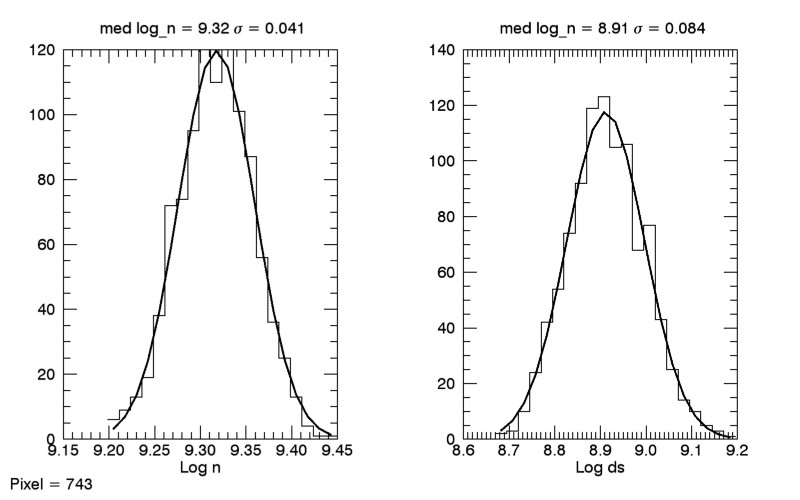 med log_n = 9.32 σ = 0.041
120
100
80
60
40
20
0
9.15 9.20 9.25 9.30 9.35 9.40 9.45
Log n
med log_n = 8.91 σ = 0.084
140
120
100
80
60
40
20
0
8.6 8.7 8.8 8.9 9.0 9.1 9.2
Log ds
Pixel = 743